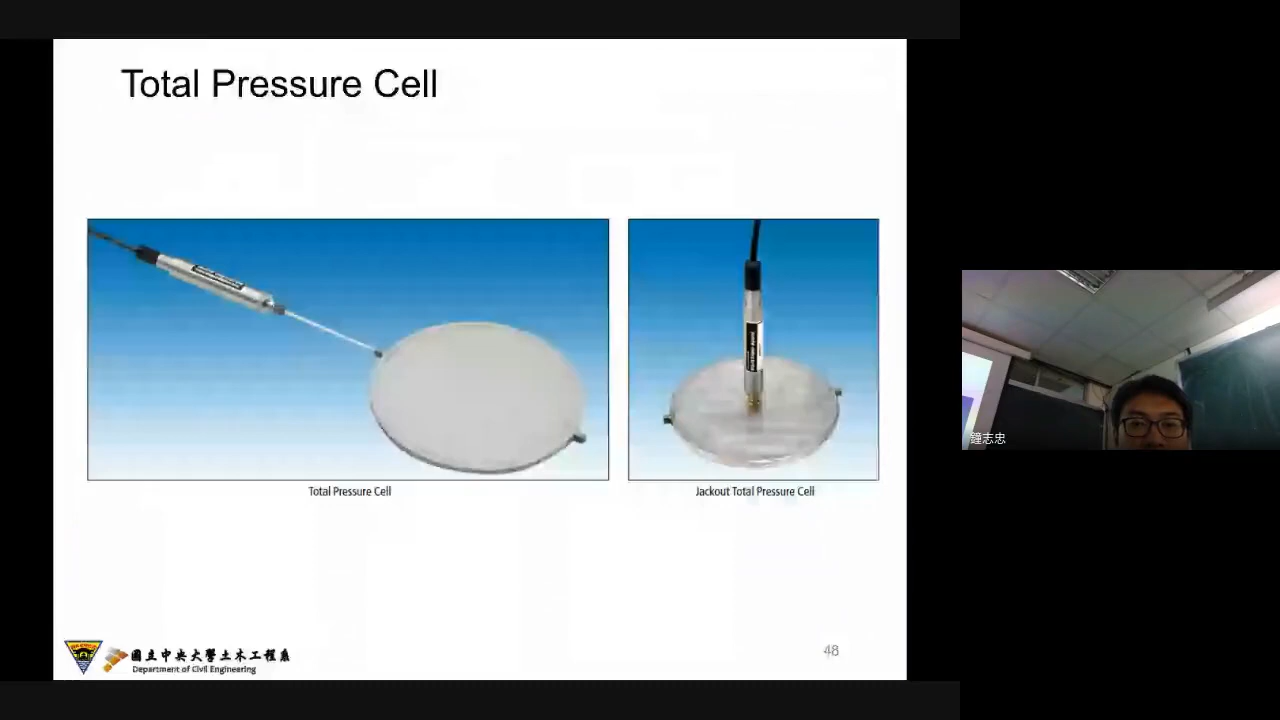 Total Pressure Cell
Total Pressure Cell
Jackout Total Pressure Cell
國立中央大學土木工程系
Department of Civil Engineering
48
鐘志忠